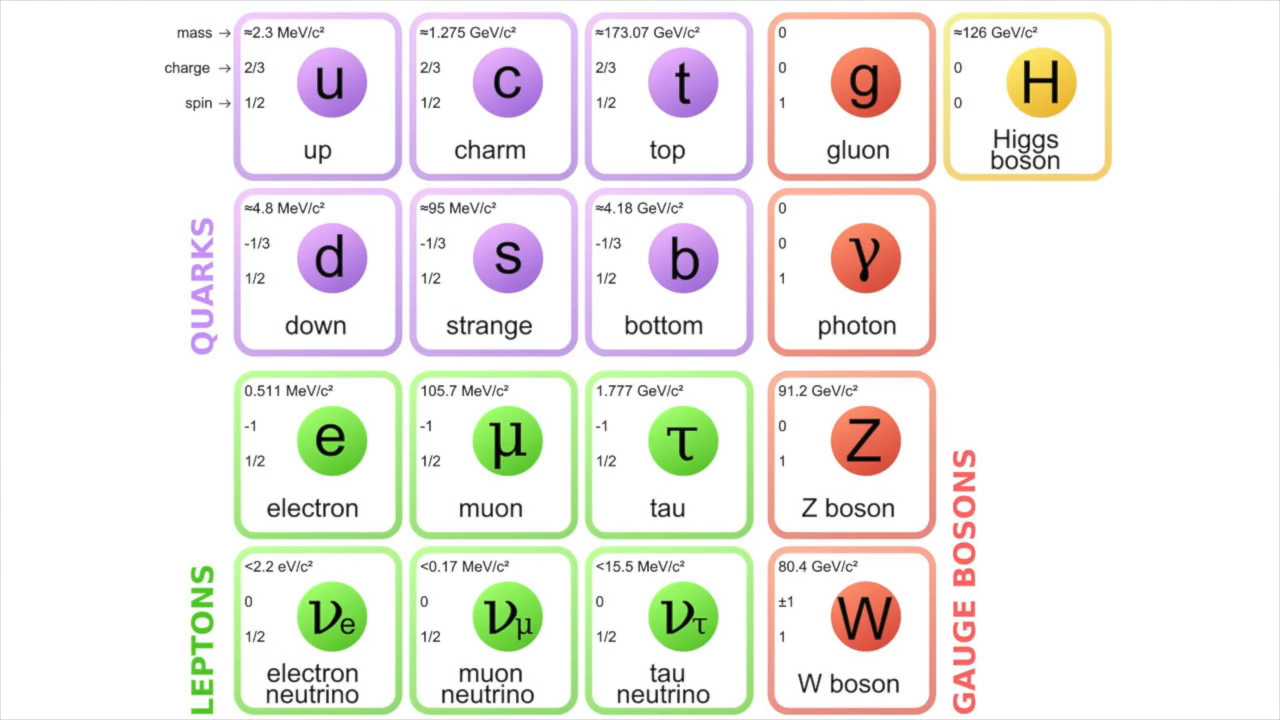 mass → ≈2.3 MeV/c² ≈1.275 GeV/c² ≈173.07 GeV/c² 0 ≈126 GeV/c²
charge → 2/3 2/3 2/3 0 0
u c t g H
spin → 1/2 1/2 1/2 1 0
up charm top gluon Higgs
boson
≈4.8 MeV/c² ≈95 MeV/c² ≈4.18 GeV/c² 0
-1/3 -1/3 -1/3 0
d s b γ
1/2 1/2 1/2 1
down strange bottom photon
QUARKS
0.511 MeV/c² 105.7 MeV/c² 1.777 GeV/c² 91.2 GeV/c²
-1 -1 -1 0
e μ τ Z
1/2 1/2 1/2 1
electron muon tau Z boson
<2.2 eV/c² <0.17 MeV/c² <15.5 MeV/c² 80.4 GeV/c²
0 0 0 ±1
νe νμ ντ W
1/2 1/2 1/2 1
electron muon tau W boson
neutrino neutrino neutrino
LEPTONS
GAUGE BOSONS